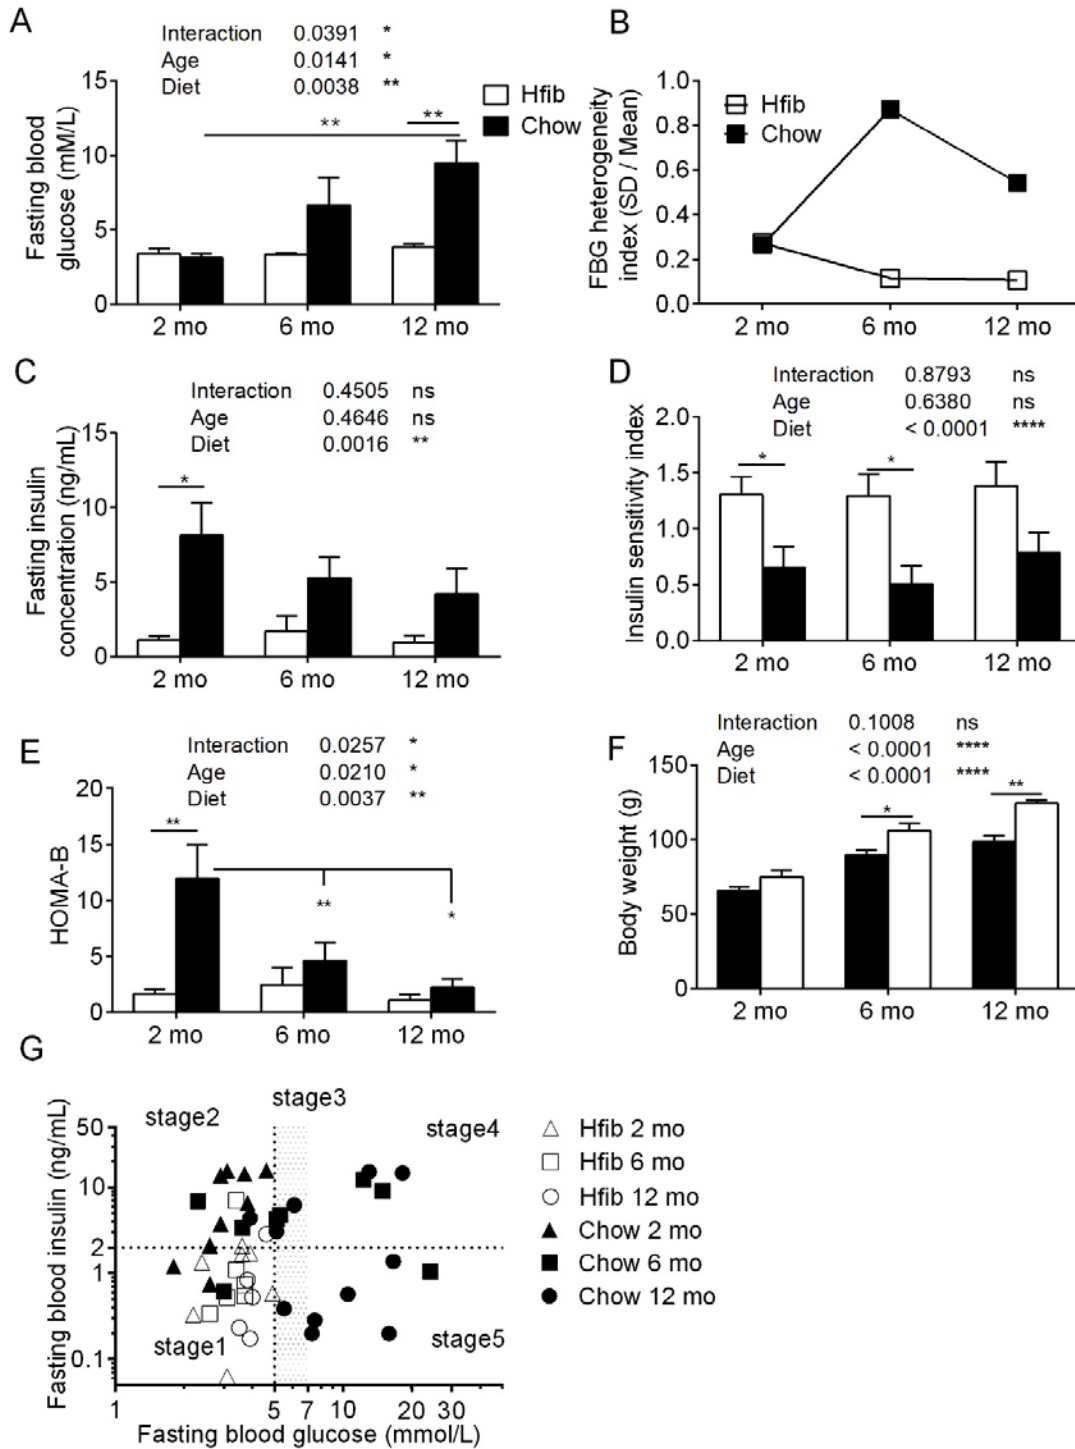 A
Interaction 0.0391 *
Age 0.0141 *
Diet 0.0038 **
Hfib
Chow
**
**
Fasting blood
glucose (mM/L)
15
10
5
0
2 mo 6 mo 12 mo
B
Hfib
Chow
FBG heterogeneity
index (SD / Mean)
1.0
0.8
0.6
0.4
0.2
0.0
2 mo 6 mo 12 mo
C
Interaction 0.4505 ns
Age 0.4646 ns
Diet 0.0016 **
*
Fasting insulin
concentration (ng/mL)
15
10
5
0
2 mo 6 mo 12 mo
D
Interaction 0.8793 ns
Age 0.6380 ns
Diet < 0.0001 ****
* *
Insulin sensitivity index
2.0
1.5
1.0
0.5
0.0
2 mo 6 mo 12 mo
E
Interaction 0.0257 *
Age 0.0210 *
Diet 0.0037 **
**
**
*
HOMA-B
20
15
10
5
0
2 mo 6 mo 12 mo
F
Interaction 0.1008 ns
Age < 0.0001 ****
Diet < 0.0001 ****
*
**
Body weight (g)
150
100
50
0
2 mo 6 mo 12 mo
G
stage2
stage3
stage4
stage1
stage5
Fasting blood insulin (ng/mL)
50
10
2
1
0.1
1 5 7 10 20 30
Fasting blood glucose (mmol/L)
Hfib 2 mo
Hfib 6 mo
Hfib 12 mo
Chow 2 mo
Chow 6 mo
Chow 12 mo